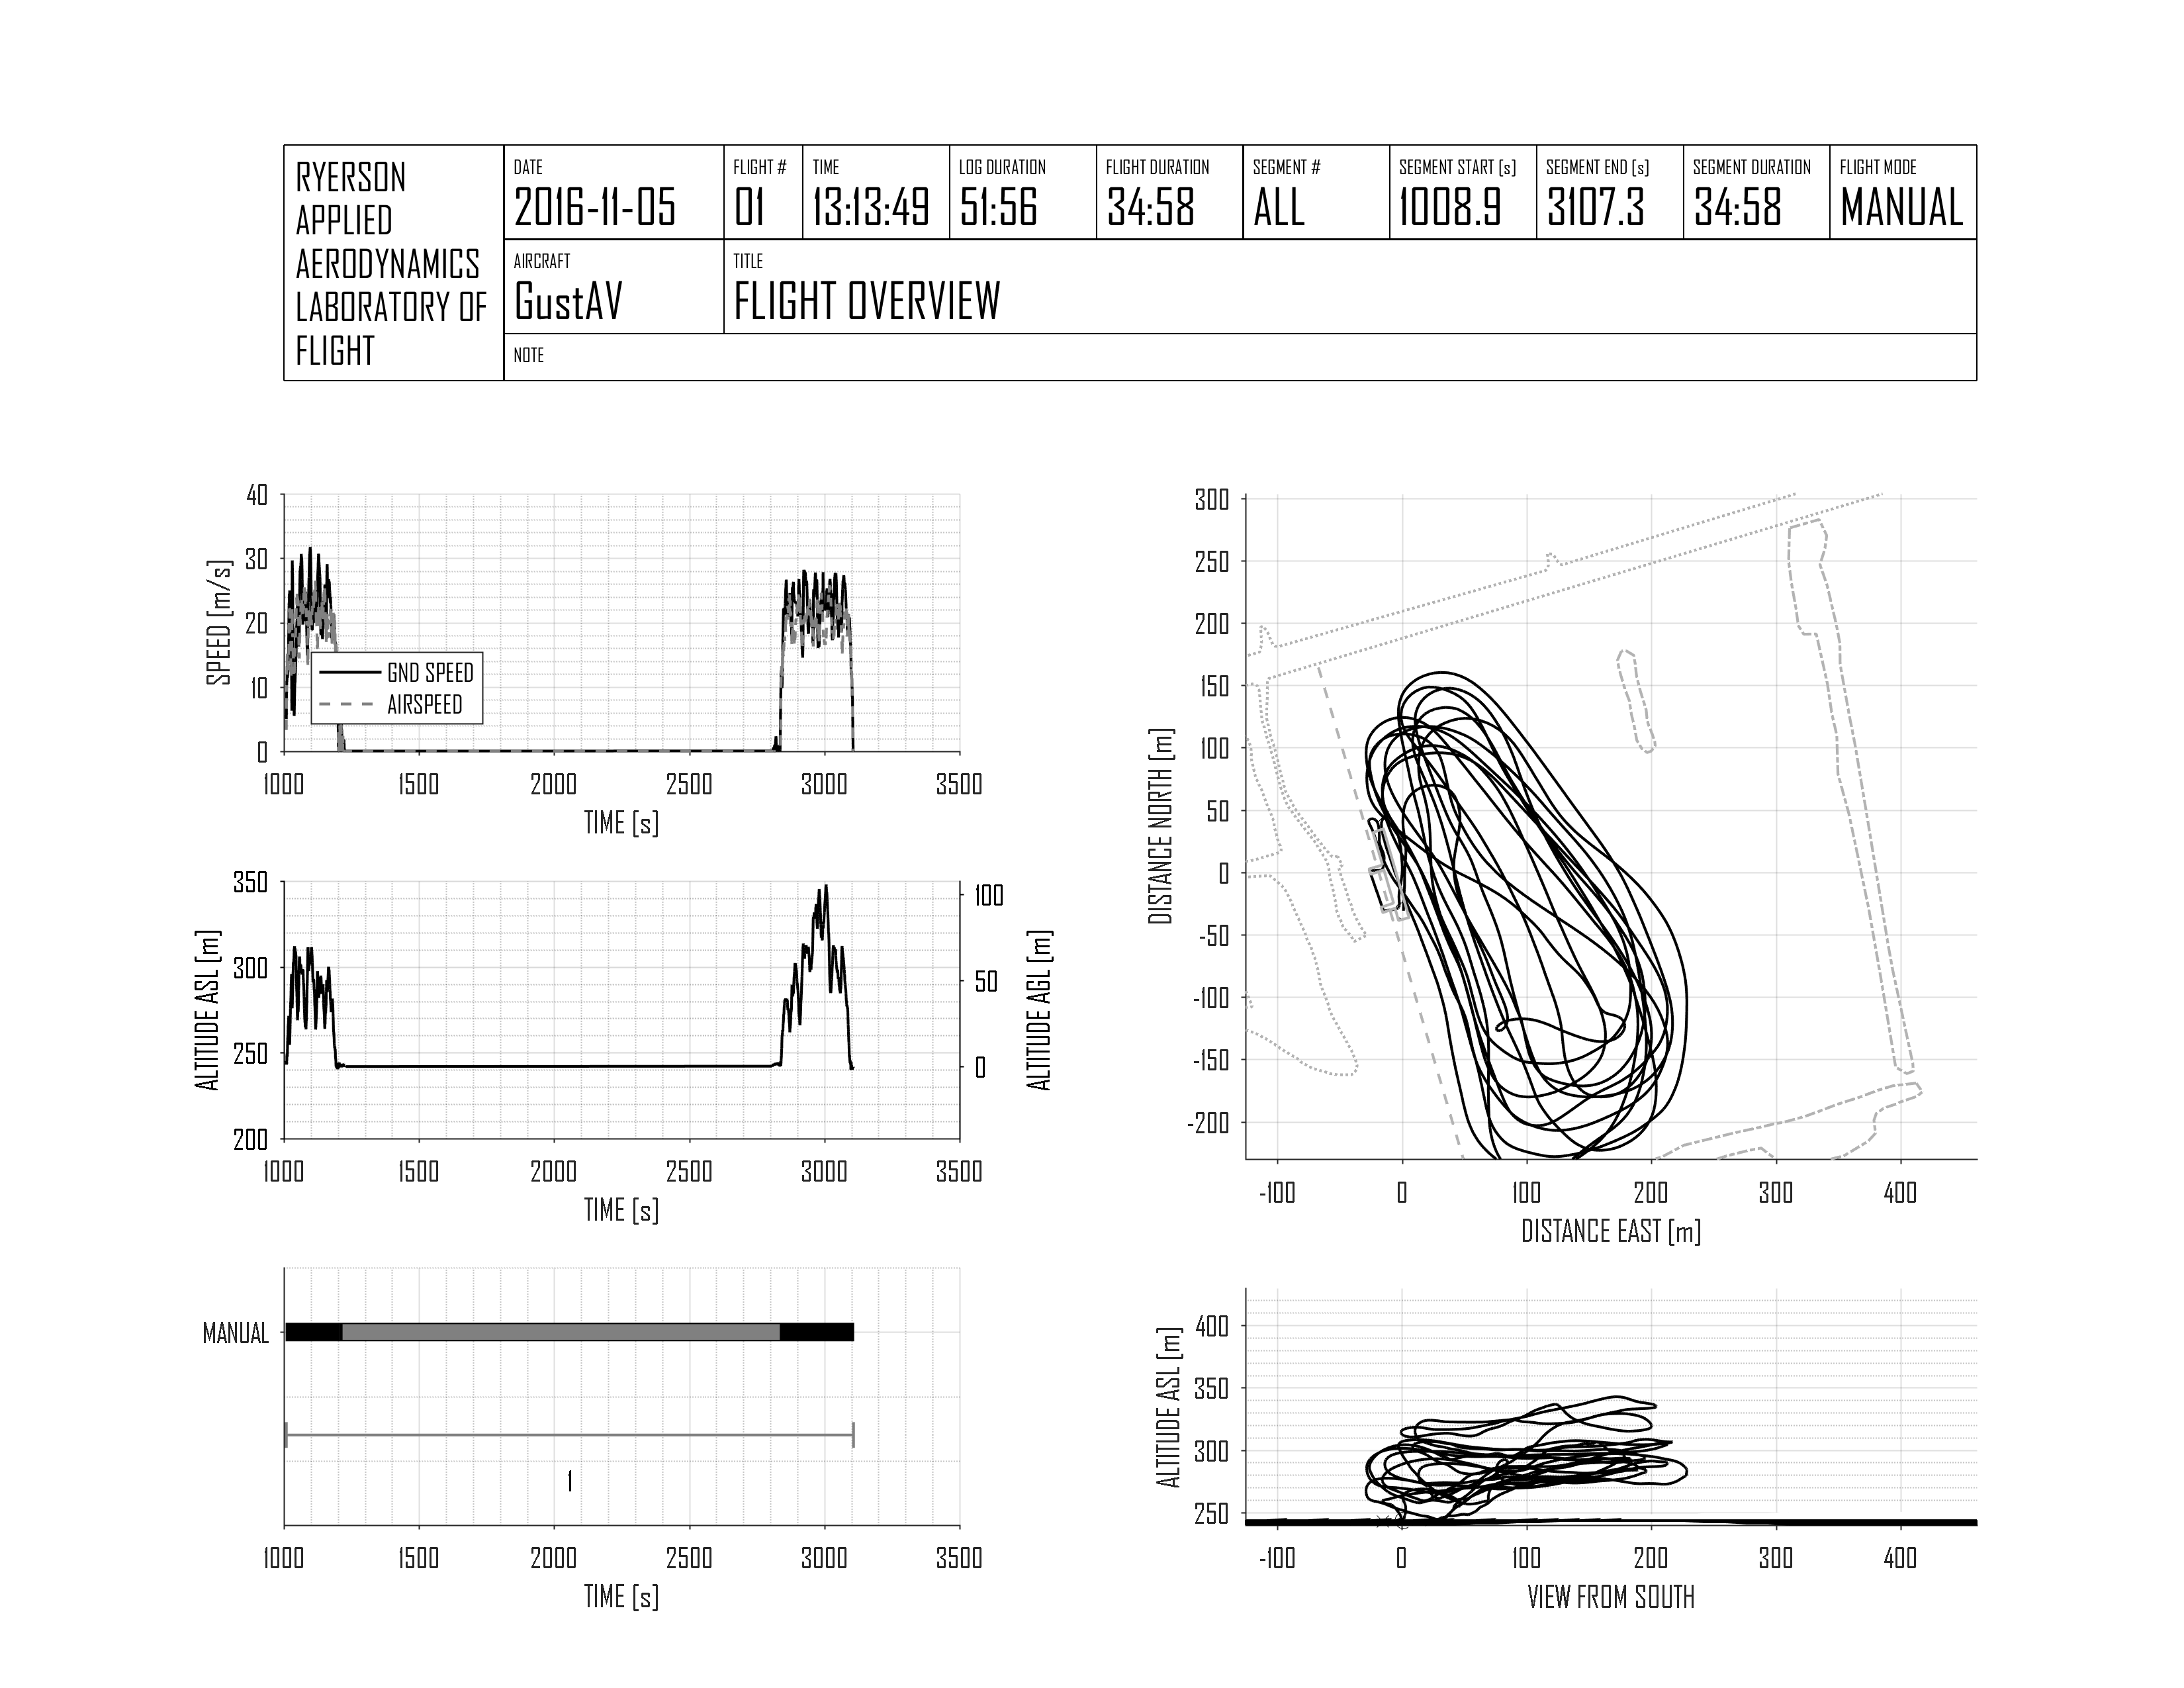 RYERSON
APPLIED
AERODYNAMICS
LABORATORY OF
FLIGHT
DATE
2016-11-05
FLIGHT #
01
TIME
13:13:49
LOG DURATION
51:56
FLIGHT DURATION
34:58
SEGMENT #
ALL
SEGMENT START [s]
1008.9
SEGMENT END [s]
3107.3
SEGMENT DURATION
34:58
FLIGHT MODE
MANUAL
AIRCRAFT
GustAV
TITLE
FLIGHT OVERVIEW
NOTE
SPEED [m/s]
40
30
20
10
0
GND SPEED
AIRSPEED
1000 1500 2000 2500 3000 3500
TIME [s]
ALTITUDE ASL [m]
350
300
250
200
100
50
0
ALTITUDE AGL [m]
1000 1500 2000 2500 3000 3500
TIME [s]
MANUAL
1
1000 1500 2000 2500 3000 3500
TIME [s]
DISTANCE NORTH [m]
300
250
200
150
100
50
0
-50
-100
-150
-200
-100 0 100 200 300 400
DISTANCE EAST [m]
ALTITUDE ASL [m]
400
350
300
250
-100 0 100 200 300 400
VIEW FROM SOUTH